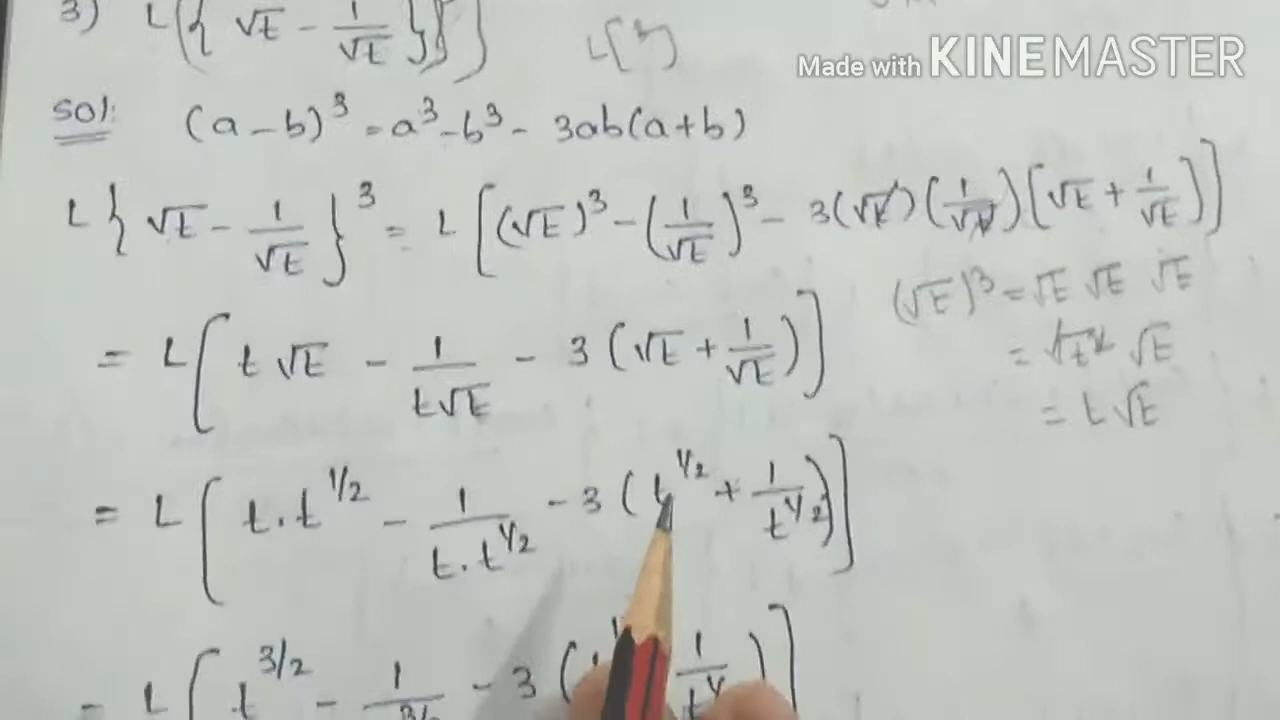 3) L({ √t - 1/√t }³)
Made with KINEMASTER
Sol: (a - b)³ = a³ - b³ - 3ab(a + b)
L{ √t - 1/√t }³ = L[(√t)³ - (1/√t)³ - 3(√t)(1/√t)(√t + 1/√t)]
(√t)³ = √t √t √t
= L[ t√t - 1/t√t - 3(√t + 1/√t)]
= √t² √t
= t√t
= L[ t.t^1/2 - 1/t.t^1/2 - 3(t^1/2 + 1/t^1/2)]
= L[ t^3/2 - 1